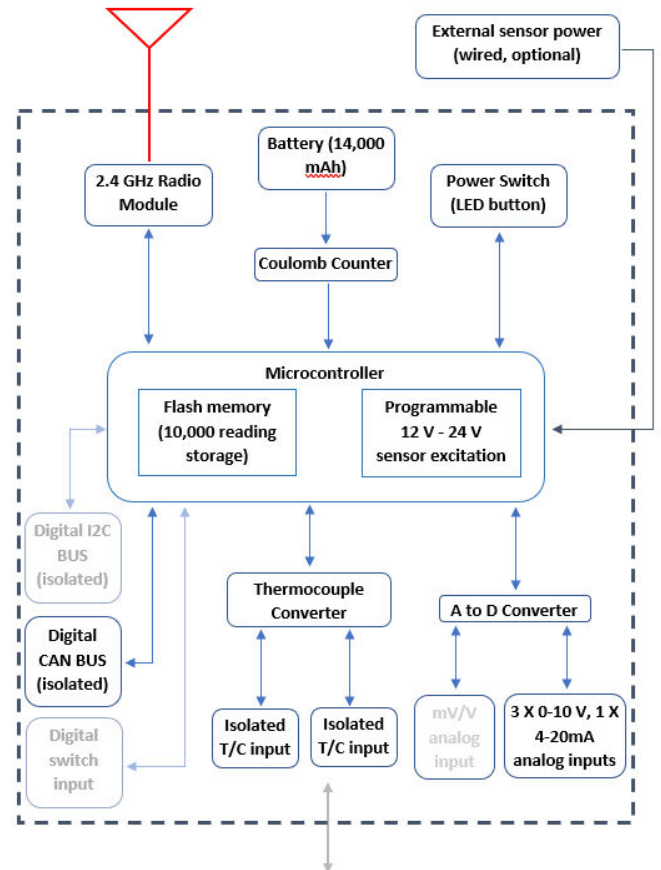 External sensor power
(wired, optional)
Battery (14,000
mAh)
2.4 GHz Radio
Module
Power Switch
(LED button)
Coulomb Counter
Microcontroller
Flash memory
(10,000 reading
storage)
Programmable
12 V - 24 V
sensor excitation
Digital I2C
BUS
(isolated)
Thermocouple
Converter
A to D Converter
Digital
CAN BUS
(isolated)
Isolated
T/C input
Isolated
T/C input
mV/V
analog
input
3 X 0-10 V, 1 X
4-20mA
analog inputs
Digital
switch
input